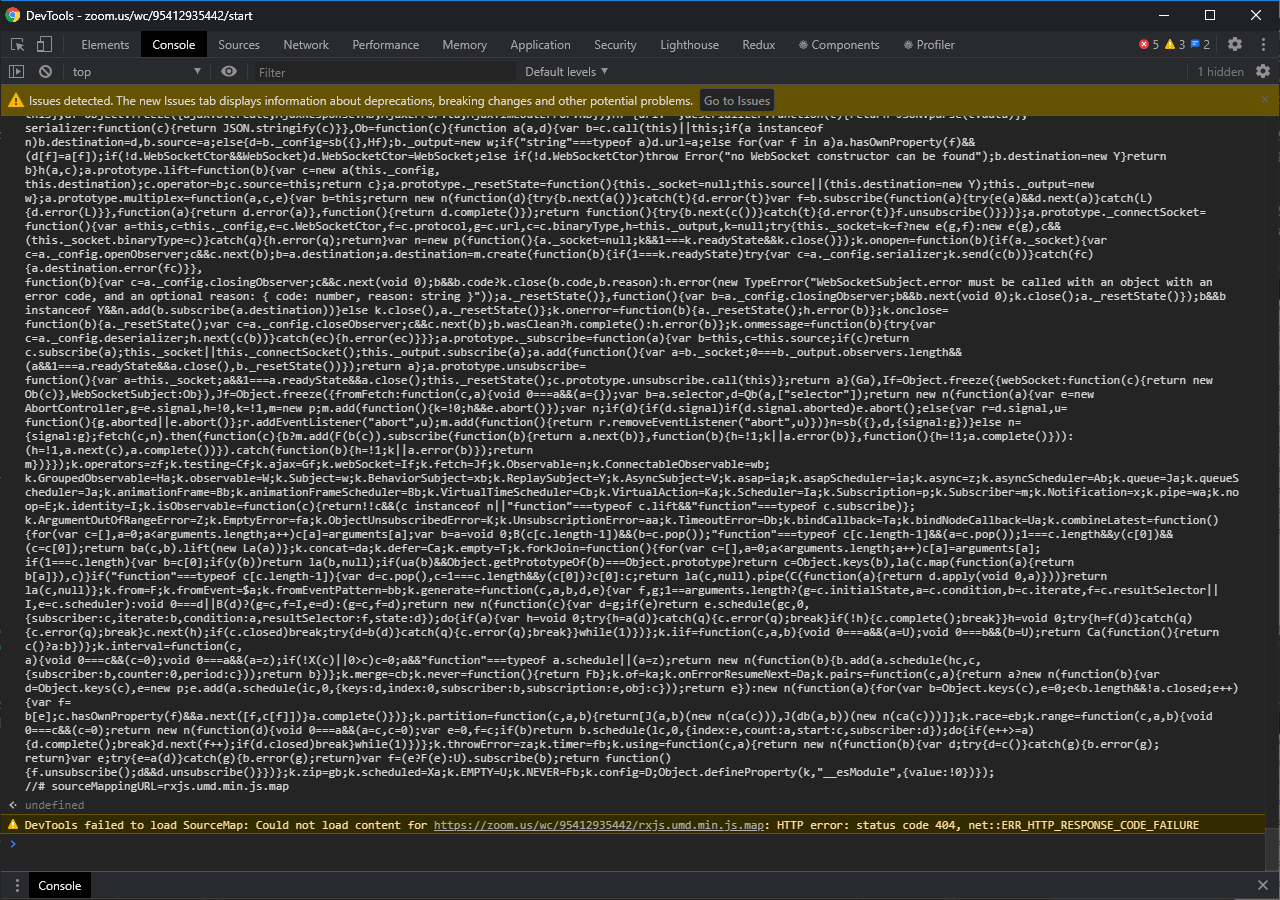 DevTools - zoom.us/wc/95412935442/start
Elements Console Sources Network Performance Memory Application Security Lighthouse Redux Components Profiler 5 3 2
top Filter Default levels 1 hidden
Issues detected. The new Issues tab displays information about deprecations, breaking changes and other potential problems. Go to Issues
serializer:function(c){return JSON.stringify(c)}},Ob=function(c){function a(a,d){var b=c.call(this)||this;if(a instanceof
n)b.destination=d,b.source=a;else{d=b._config=sb({},Hf);b._output=new w;if("string"===typeof a)d.url=a;else for(var f in a)a.hasOwnProperty(f)&&
(d[f]=a[f]);if(!d.WebSocketCtor&&WebSocket)d.WebSocketCtor=WebSocket;else if(!d.WebSocketCtor)throw Error("no WebSocket constructor can be found");b.destination=new Y}return
b}h(a,c);a.prototype.lift=function(b){var c=new a(this._config,
this.destination);c.operator=b;c.source=this;return c};a.prototype._resetState=function(){this._socket=null;this.source||(this.destination=new Y);this._output=new
w};a.prototype.multiplex=function(a,c,e){var b=this;return new n(function(d){try{b.next(a())}catch(t){d.error(t)}var f=b.subscribe(function(a){try{e(a)&&d.next(a)}catch(L)
{d.error(L)}},function(a){return d.error(a)},function(){return d.complete()});return function(){try{b.next(c())}catch(t){d.error(t)}f.unsubscribe()}})};a.prototype._connectSocket=
function(){var a=this,c=this._config,e=c.WebSocketCtor,f=c.protocol,g=c.url,c=c.binaryType,h=this._output,k=null;try{this._socket=k=f?new e(g,f):new e(g),c&&
(this._socket.binaryType=c)}catch(q){h.error(q);return}var n=new p(function(){a._socket=null;k&&1===k.readyState&&k.close()});k.onopen=function(b){if(a._socket){var
c=a._config.openObserver;c&&c.next(b);b=a.destination;a.destination=m.create(function(b){if(1===k.readyState)try{var c=a._config.serializer;k.send(c(b))}catch(fc)
{a.destination.error(fc)}},
function(b){var c=a._config.closingObserver;c&&c.next(void 0);b&&b.code?k.close(b.code,b.reason):h.error(new TypeError("WebSocketSubject.error must be called with an object with an
error code, and an optional reason: { code: number, reason: string }"));a._resetState()},function(){var b=a._config.closingObserver;b&&b.next(void 0);k.close();a._resetState()});b&&b
instanceof Y&&n.add(b.subscribe(a.destination))}else k.close(),a._resetState()};k.onerror=function(b){a._resetState();h.error(b)};k.onclose=
function(b){a._resetState();var c=a._config.closeObserver;c&&c.next(b);b.wasClean?h.complete():h.error(b)};k.onmessage=function(b){try{var
c=a._config.deserializer;h.next(c(b))}catch(ec){h.error(ec)}}};a.prototype._subscribe=function(a){var b=this,c=this.source;if(c)return
c.subscribe(a);this._socket||this._connectSocket();this._output.subscribe(a);a.add(function(){var a=b._socket;0===b._output.observers.length&&
(a&&1===a.readyState&&a.close(),b._resetState())});return a};a.prototype.unsubscribe=
function(){var a=this._socket;a&&1===a.readyState&&a.close();this._resetState();c.prototype.unsubscribe.call(this)};return a}(Ga),If=Object.freeze({webSocket:function(c){return new
Ob(c)},WebSocketSubject:Ob}),Jf=Object.freeze({fromFetch:function(c,a){void 0===a&&(a={});var b=a.selector,d=Qb(a,["selector"]);return new n(function(a){var e=new
AbortController,g=e.signal,h=!0,k=!1,m=new p;m.add(function(){k=!0;h&&e.abort()});var n;if(d){if(d.signal)if(d.signal.aborted)e.abort();else{var r=d.signal,u=
function(){g.aborted||e.abort()};r.addEventListener("abort",u);m.add(function(){return r.removeEventListener("abort",u)})}n=sb({},d,{signal:g})}else n=
{signal:g};fetch(c,n).then(function(c){b?m.add(F(b(c)).subscribe(function(b){return a.next(b)},function(b){h=!1;k||a.error(b)},function(){h=!1;a.complete()})):
(h=!1,a.next(c),a.complete())}).catch(function(b){h=!1;k||a.error(b)});return
m})}});k.operators=zf;k.testing=Cf;k.ajax=Gf;k.webSocket=If;k.fetch=Jf;k.Observable=n;k.ConnectableObservable=wb;
k.GroupedObservable=Ha;k.observable=W;k.Subject=w;k.BehaviorSubject=xb;k.ReplaySubject=Y;k.AsyncSubject=V;k.asap=ia;k.asapScheduler=ia;k.async=z;k.asyncScheduler=Ab;k.queue=Ja;k.queueS
cheduler=Ja;k.animationFrame=Bb;k.animationFrameScheduler=Bb;k.VirtualTimeScheduler=Cb;k.VirtualAction=Ka;k.Scheduler=Ia;k.Subscription=p;k.Subscriber=m;k.Notification=x;k.pipe=wa;k.no
op=E;k.identity=I;k.isObservable=function(c){return!!c&&(c instanceof n||"function"===typeof c.lift&&"function"===typeof c.subscribe)};
k.ArgumentOutOfRangeError=Z;k.EmptyError=fa;k.ObjectUnsubscribedError=K;k.UnsubscriptionError=aa;k.TimeoutError=Db;k.bindCallback=Ta;k.bindNodeCallback=Ua;k.combineLatest=function()
{for(var c=[],a=0;a<arguments.length;a++)c[a]=arguments[a];var b=a=void 0;B(c[c.length-1])&&(b=c.pop());"function"===typeof c[c.length-1]&&(a=c.pop());1===c.length&&y(c[0])&&
(c=c[0]);return ba(c,b).lift(new La(a))};k.concat=da;k.defer=Ca;k.empty=T;k.forkJoin=function(){for(var c=[],a=0;a<arguments.length;a++)c[a]=arguments[a];
if(1===c.length){var b=c[0];if(y(b))return la(b,null);if(ua(b)&&Object.getPrototypeOf(b)===Object.prototype)return c=Object.keys(b),la(c.map(function(a){return
b[a]}),c)}if("function"===typeof c[c.length-1]){var d=c.pop(),c=1===c.length&&y(c[0])?c[0]:c;return la(c,null).pipe(C(function(a){return d.apply(void 0,a)}))}return
la(c,null)};k.from=F;k.fromEvent=$a;k.fromEventPattern=bb;k.generate=function(c,a,b,d,e){var f,g;1==arguments.length?(g=c.initialState,a=c.condition,b=c.iterate,f=c.resultSelector||
I,e=c.scheduler):void 0===d||B(d)?(g=c,f=I,e=d):(g=c,f=d);return new n(function(c){var d=g;if(e)return e.schedule(gc,0,
{subscriber:c,iterate:b,condition:a,resultSelector:f,state:d});do{if(a){var h=void 0;try{h=a(d)}catch(q){c.error(q);break}if(!h){c.complete();break}}h=void 0;try{h=f(d)}catch(q)
{c.error(q);break}c.next(h);if(c.closed)break;try{d=b(d)}catch(q){c.error(q);break}}while(1)})};k.iif=function(c,a,b){void 0===a&&(a=U);void 0===b&&(b=U);return Ca(function(){return
c()?a:b})};k.interval=function(c,
a){void 0===c&&(c=0);void 0===a&&(a=z);if(!X(c)||0>c)c=0;a&&"function"===typeof a.schedule||(a=z);return new n(function(b){b.add(a.schedule(hc,c,
{subscriber:b,counter:0,period:c}));return b})};k.merge=cb;k.never=function(){return Fb};k.of=ka;k.onErrorResumeNext=Da;k.pairs=function(c,a){return a?new n(function(b){var
d=Object.keys(c),e=new p;e.add(a.schedule(ic,0,{keys:d,index:0,subscriber:b,subscription:e,obj:c}));return e}):new n(function(a){for(var b=Object.keys(c),e=0;e<b.length&&!a.closed;e++)
{var f=
b[e];c.hasOwnProperty(f)&&a.next([f,c[f]])}a.complete()})};k.partition=function(c,a,b){return[J(a,b)(new n(ca(c))),J(db(a,b))(new n(ca(c)))]};k.race=eb;k.range=function(c,a,b){void
0===c&&(c=0);return new n(function(d){void 0===a&&(a=c,c=0);var e=0,f=c;if(b)return b.schedule(lc,0,{index:e,count:a,start:c,subscriber:d});do{if(e++>=a)
{d.complete();break}d.next(f++);if(d.closed)break}while(1)})};k.throwError=za;k.timer=fb;k.using=function(c,a){return new n(function(b){var d;try{d=c()}catch(g){b.error(g);
return}var e;try{e=a(d)}catch(g){b.error(g);return}var f=(e?F(e):U).subscribe(b);return function()
{f.unsubscribe();d&&d.unsubscribe()}})};k.zip=gb;k.scheduled=Xa;k.EMPTY=U;k.NEVER=Fb;k.config=D;Object.defineProperty(k,"__esModule",{value:!0})});
//# sourceMappingURL=rxjs.umd.min.js.map
undefined
DevTools failed to load SourceMap: Could not load content for https://zoom.us/wc/95412935442/rxjs.umd.min.js.map: HTTP error: status code 404, net::ERR_HTTP_RESPONSE_CODE_FAILURE
Console